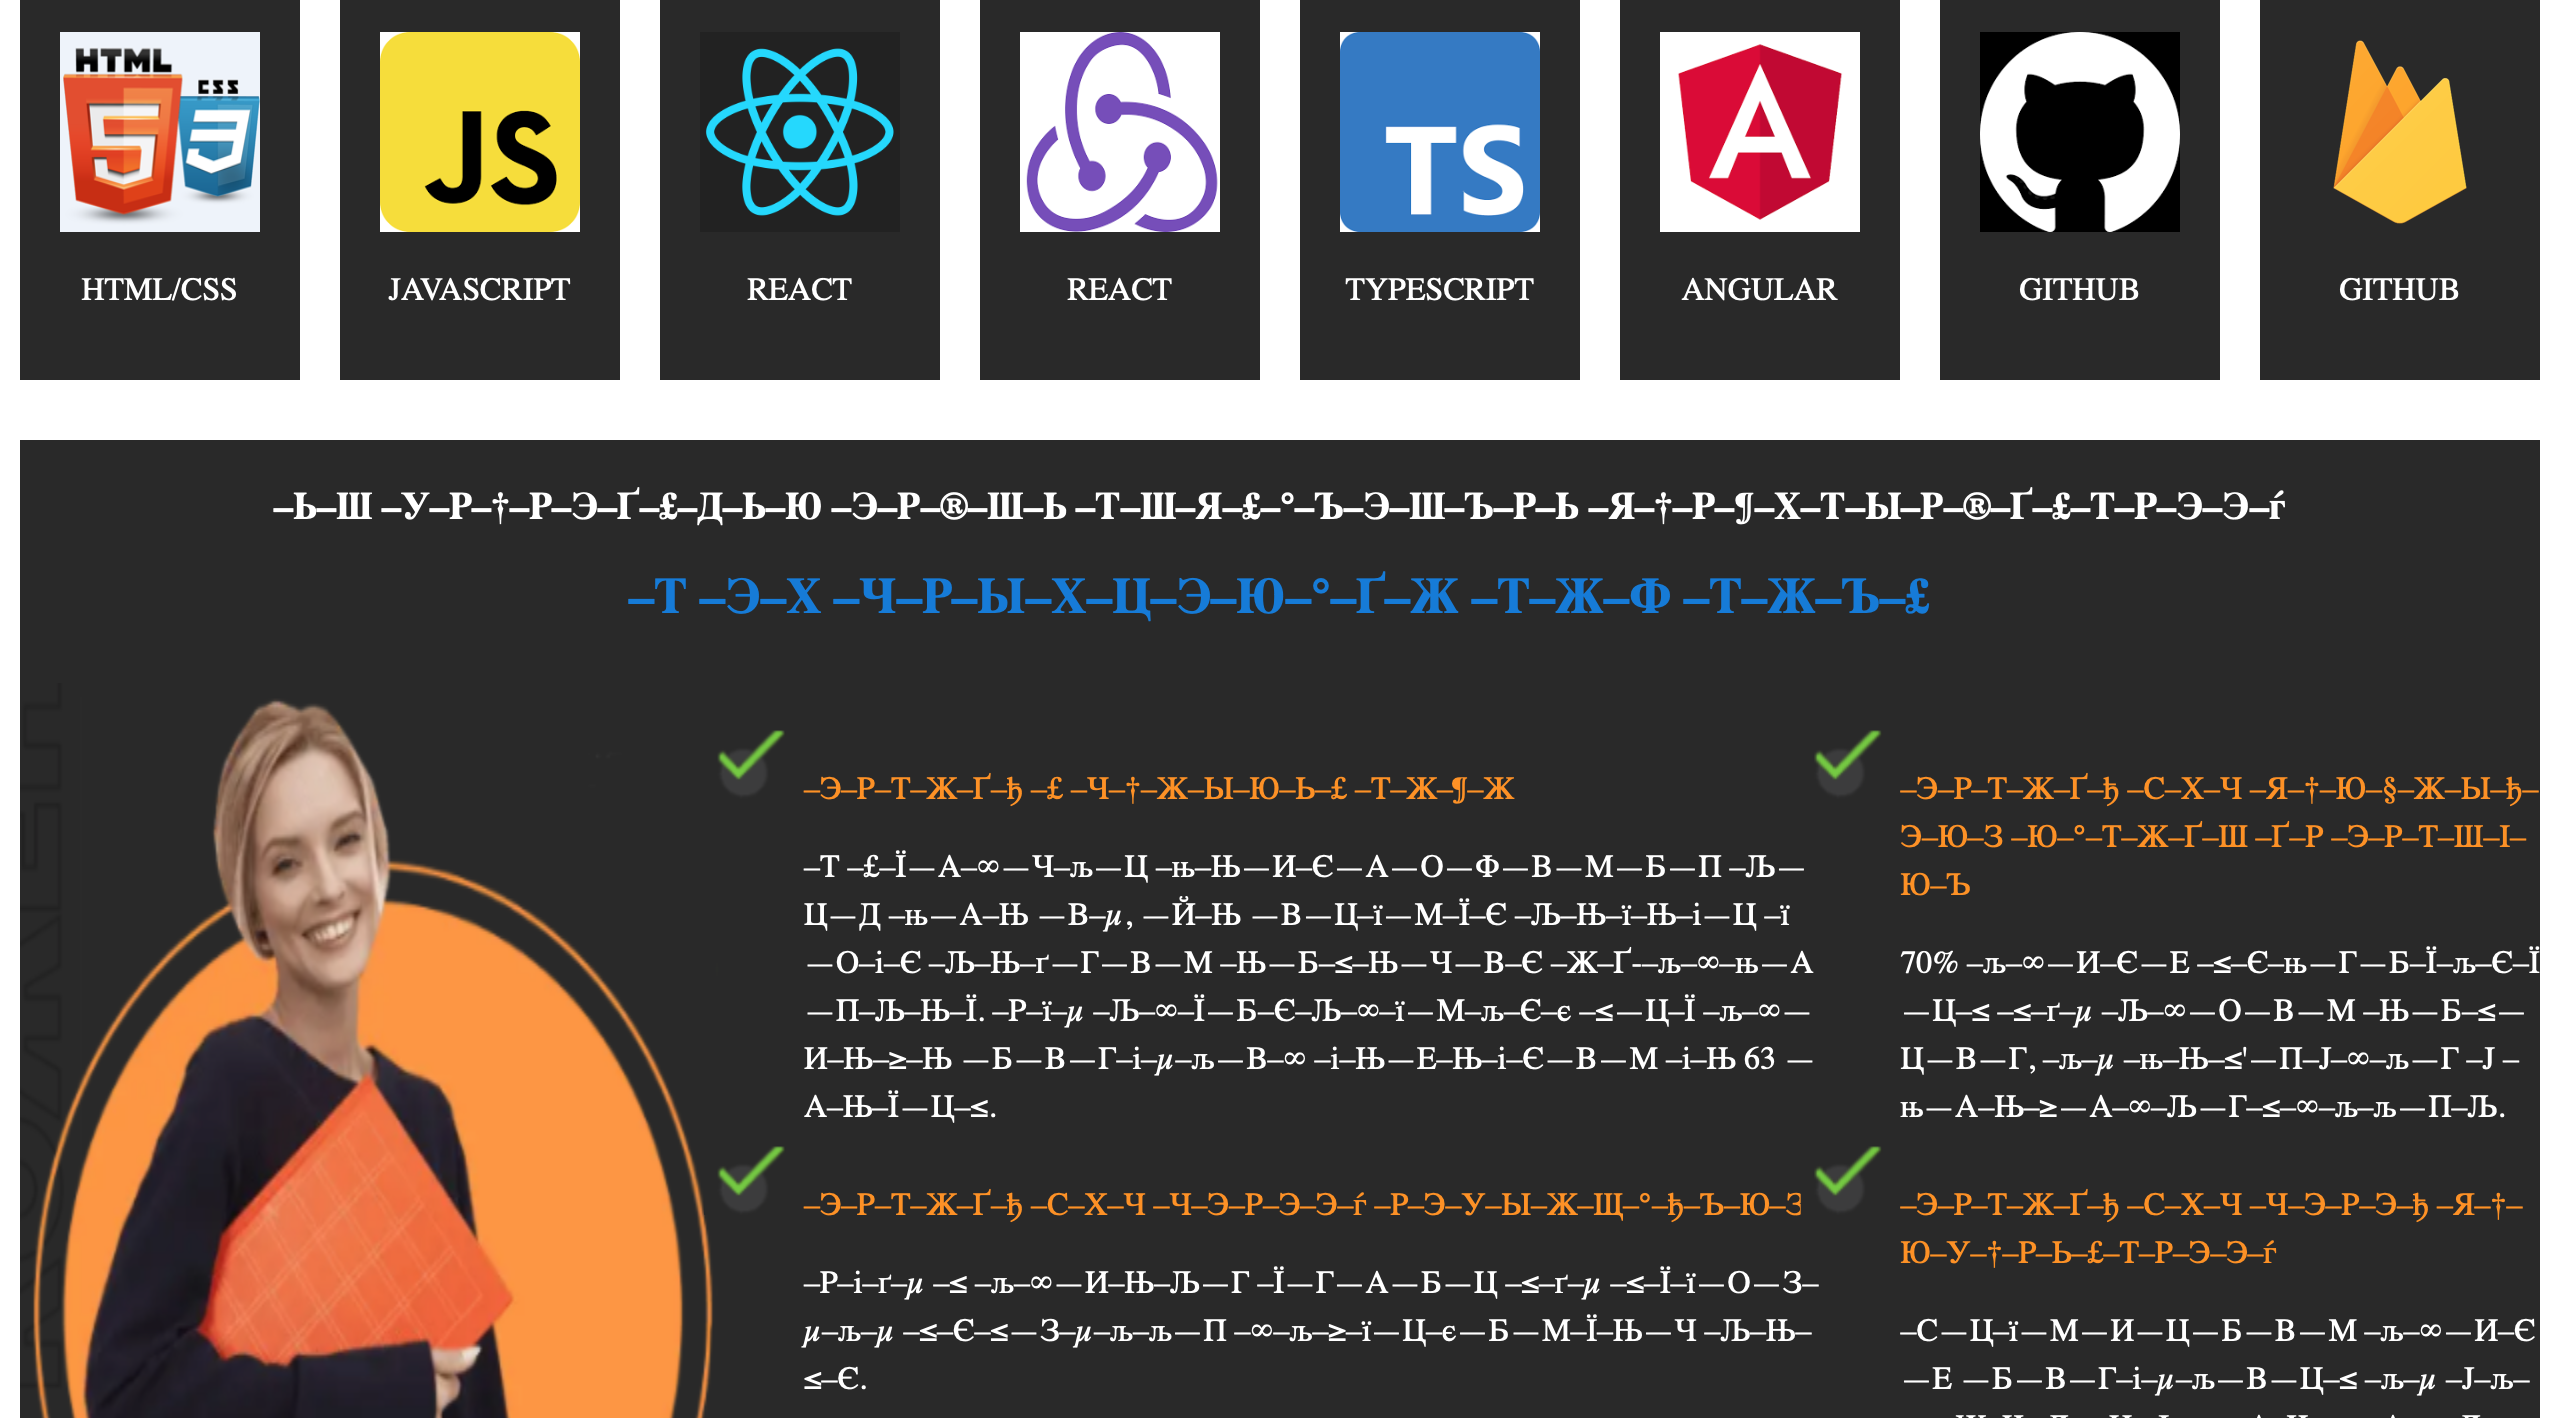 HTML
CSS
JS
TS
HTML/CSS
JAVASCRIPT
REACT
REACT
TYPESCRIPT
ANGULAR
GITHUB
GITHUB
–Ь–Ш –У–Р–†–Р–Э–Ґ–£–Д–Ь–Ю –Э–Р–®–Ш–Ь –Т–Ш–Я–£–°–Ъ–Э–Ш–Ъ–Р–Ь –Я–†–Р–¶–Х–Т–Ы–Р–®–Ґ–£–Т–Р–Э–Э–ѓ
–Т –Э–Х –Ч–Р–Ы–Х–Ц–Э–Ю–°–Ґ–Ж –Т–Ж–Ф –Т–Ж–Ъ–£
–Э–Р–Т–Ж–Ґ–ђ –£ –Ч–†–Ж–Ы–Ю–Ь–£ –Т–Ж–¶–Ж
–Т –£–Ї—А–∞—Ч–љ—Ц –њ–Њ—И–Є—А–О—Ф—В—М—Б—П –Љ—
Ц—Д –њ—А–Њ —В–µ, —Й–Њ —В—Ц–ї—М–Ї–Є –Љ–Њ–ї–Њ–і—Ц –ї
—О–і–Є –Љ–Њ–ґ—Г—В—М –Њ—Б–≤–Њ—Ч—В–Є –Ж–Ґ-–љ–∞–њ—А
—П–Љ–Њ–Ї. –Р–ї–µ –Љ–∞–Ї—Б–Є–Љ–∞–ї—М–љ–Є–є –≤—Ц–Ї –љ–∞—
И–Њ–≥–Њ —Б—В—Г–і–µ–љ—В–∞ –і–Њ—Е–Њ–і–Є—В—М –і–Њ 63 —
А–Њ–Ї—Ц–≤.
–Э–Р–Т–Ж–Ґ–ђ –С–Х–Ч –Я–†–Ю–§–Ж–Ы–ђ–
Э–Ю–З –Ю–°–Т–Ж–Ґ–Ш –Ґ–Р –Э–Р–Т–Ш–І–
Ю–Ъ
70% –љ–∞—И–Є—Е –≤–Є–њ—Г—Б–Ї–љ–Є–Ї
—Ц–≤ –≤–ґ–µ –Љ–∞—О—В—М –Њ—Б–≤—
Ц—В—Г, –љ–µ –њ–Њ–≤'—П–Ј–∞–љ—Г –Ј –
њ—А–Њ–≥—А–∞–Љ—Г–≤–∞–љ–љ—П–Љ.
–Э–Р–Т–Ж–Ґ–ђ –С–Х–Ч –Ч–Э–Р–Э–Э–ѓ –Р–Э–У–Ы–Ж–Щ–°–ђ–Ъ–Ю–З
–Р–і–ґ–µ –≤ –љ–∞—И–Њ–Љ—Г –Ї—Г—А—Б—Ц –≤–ґ–µ –≤–Ї–ї—О—З–
µ–љ–µ –≤–Є–≤—З–µ–љ–љ—П –∞–љ–≥–ї—Ц–є—Б—М–Ї–Њ—Ч –Љ–Њ–
≤–Є.
–Э–Р–Т–Ж–Ґ–ђ –С–Х–Ч –Ч–Э–Р–Э–ђ –Я–†–
Ю–У–†–Р–Ь–£–Т–Р–Э–Э–ѓ
–С—Ц–ї—М—И—Ц—Б—В—М –љ–∞—И–Є
—Е —Б—В—Г–і–µ–љ—В—Ц–≤ –љ–µ –Ј–љ–